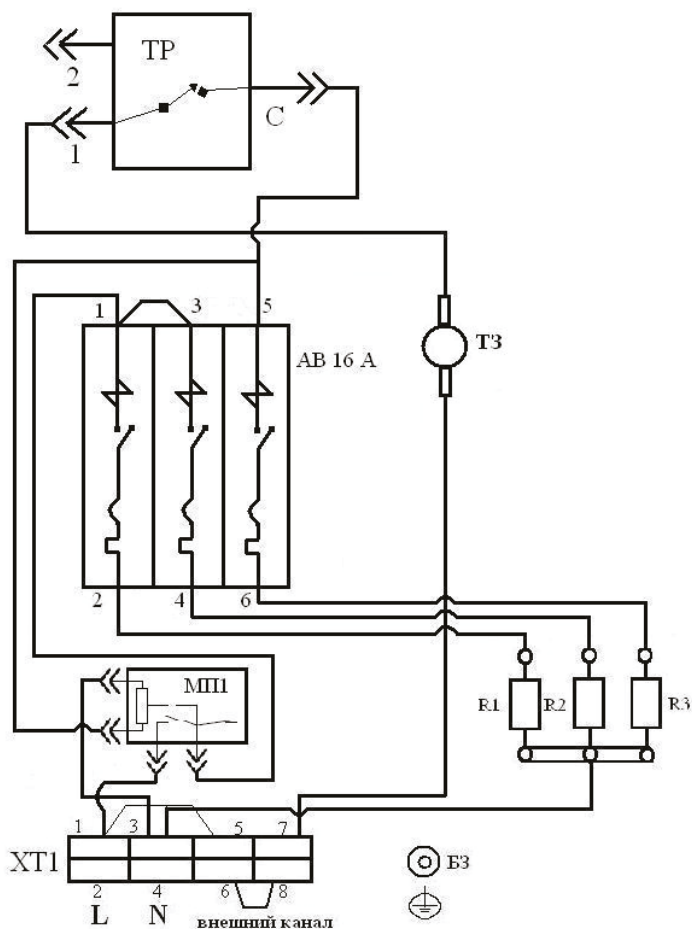 ТР
2
С
1
1 3 5
АВ 16 А
ТЗ
2 4 6
МП1
R1 R2 R3
1 3 5 7
ХТ1
2 4 6 8
L N
внешний канал
БЗ